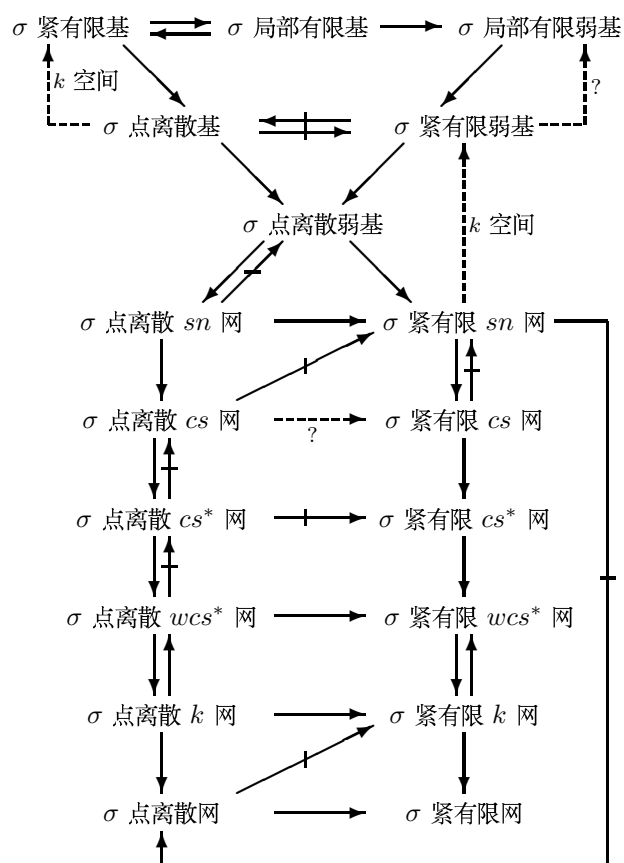 σ 紧有限基 σ 局部有限基 σ 局部有限弱基
k 空间 ?
σ 点离散基 σ 紧有限弱基
σ 点离散弱基 k 空间
σ 点离散 sn 网 σ 紧有限 sn 网
σ 点离散 cs 网 σ 紧有限 cs 网
?
σ 点离散 cs* 网 σ 紧有限 cs* 网
σ 点离散 wcs* 网 σ 紧有限 wcs* 网
σ 点离散 k 网 σ 紧有限 k 网
σ 点离散网 σ 紧有限网